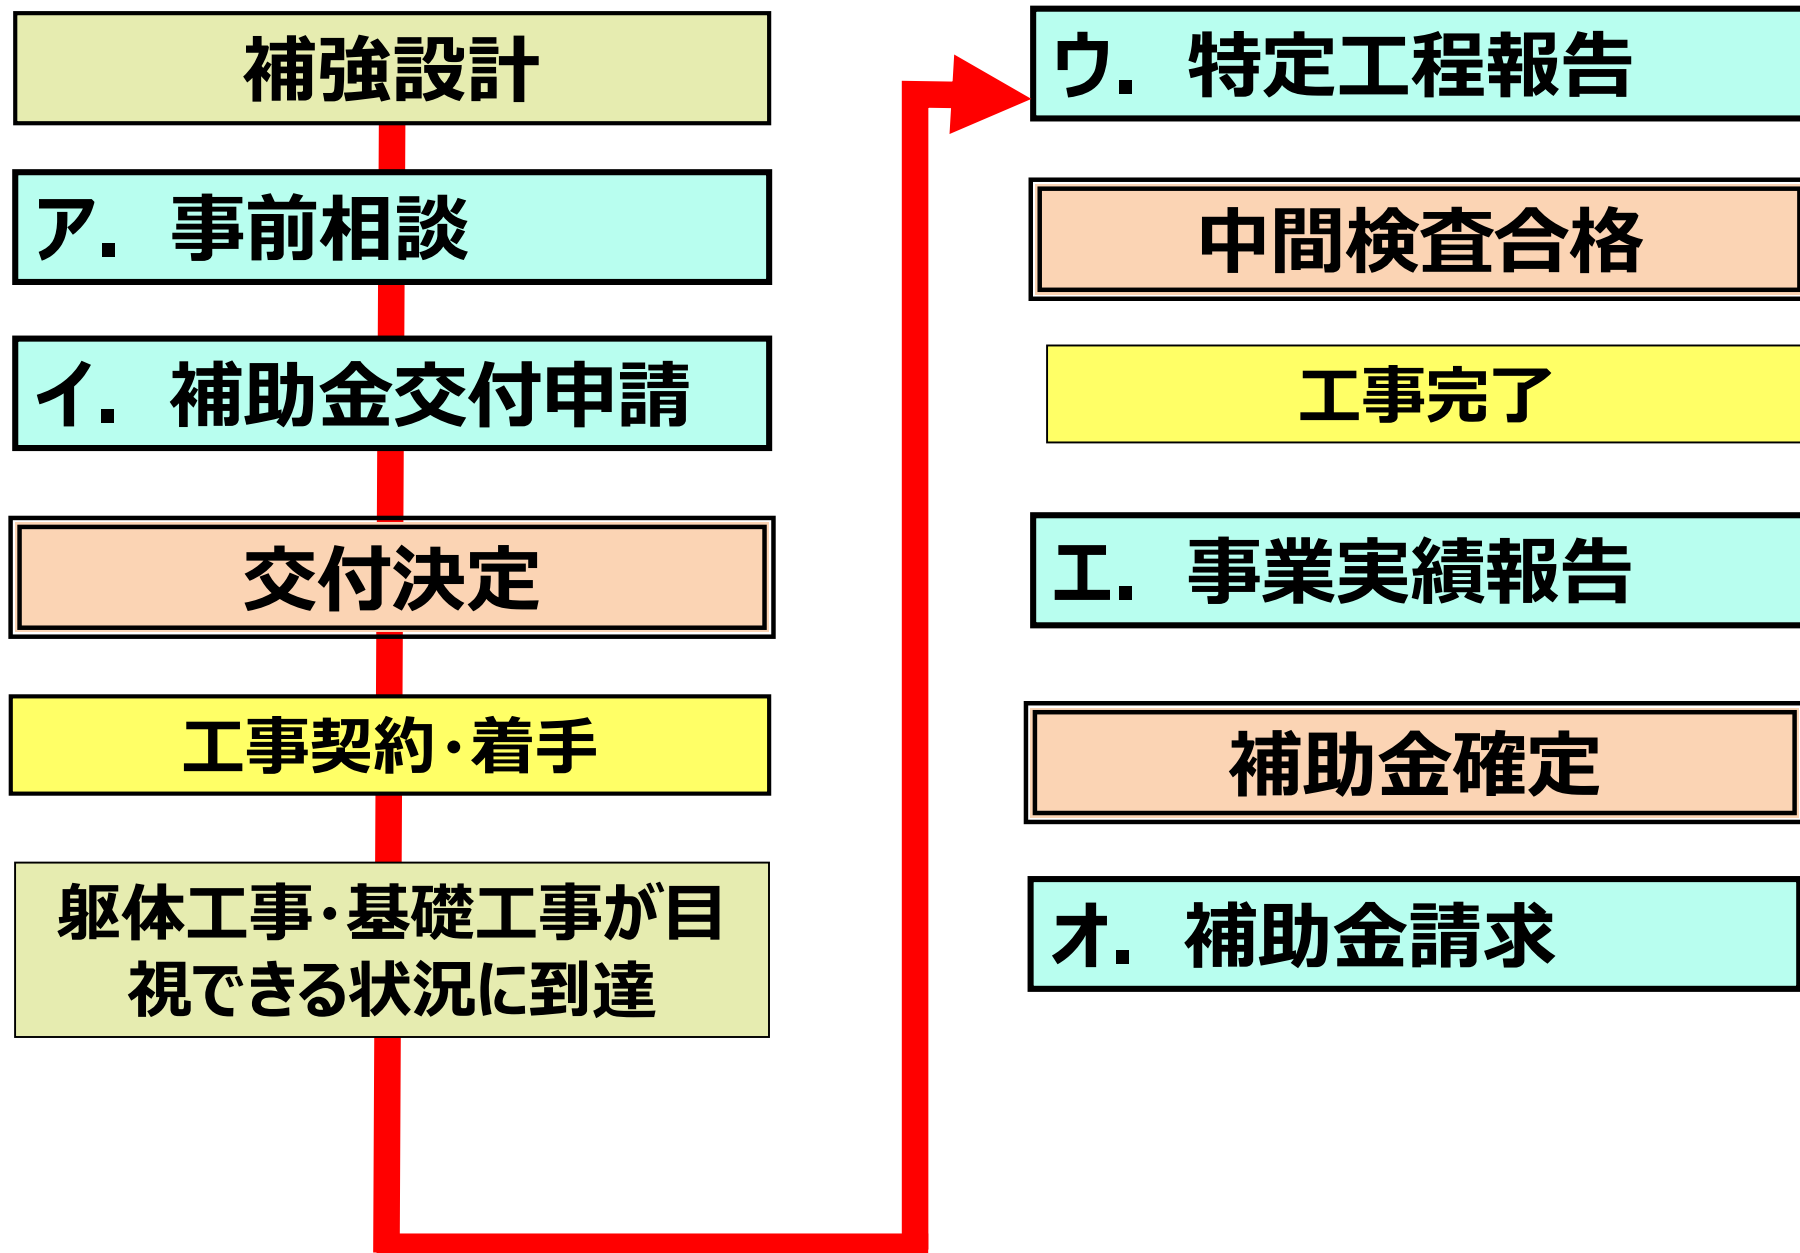 補強設計
ア．事前相談
イ．補助金交付申請
交付決定
工事契約・着手
躯体工事・基礎工事が目
視できる状況に到達
ウ．特定工程報告
中間検査合格
工事完了
エ．事業実績報告
補助金確定
オ．補助金請求